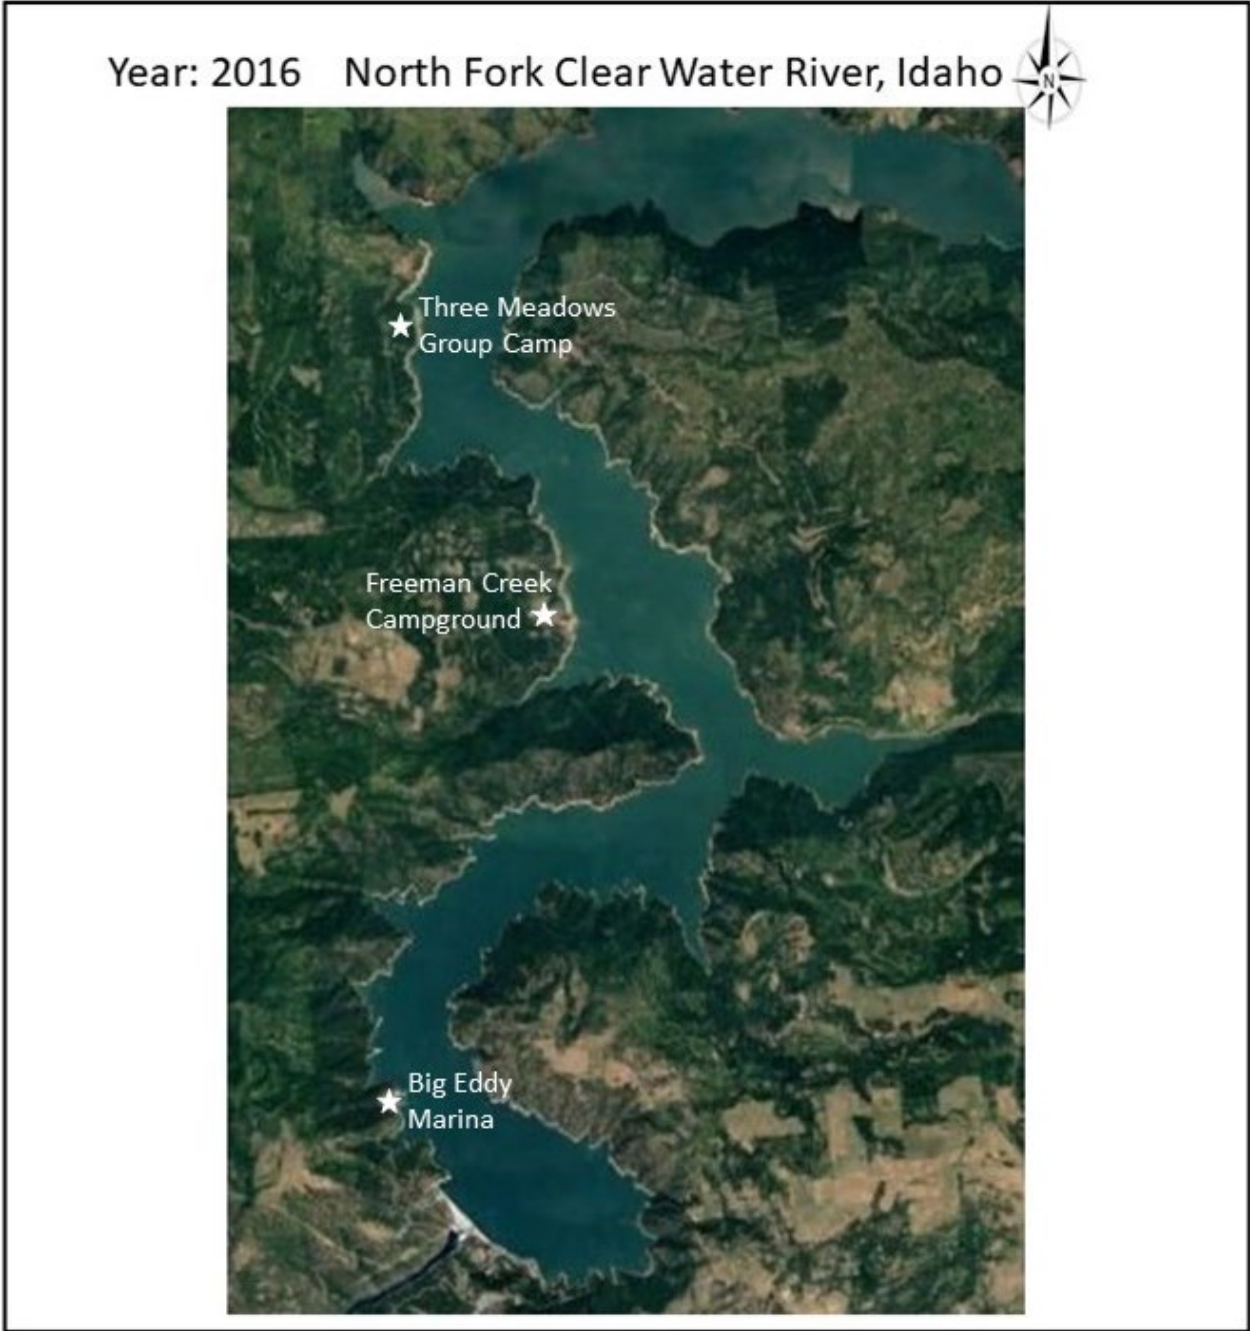 Year: 2016 North Fork Clear Water River, Idaho
N
Three Meadows
Group Camp
Freeman Creek
Campground
Big Eddy
Marina